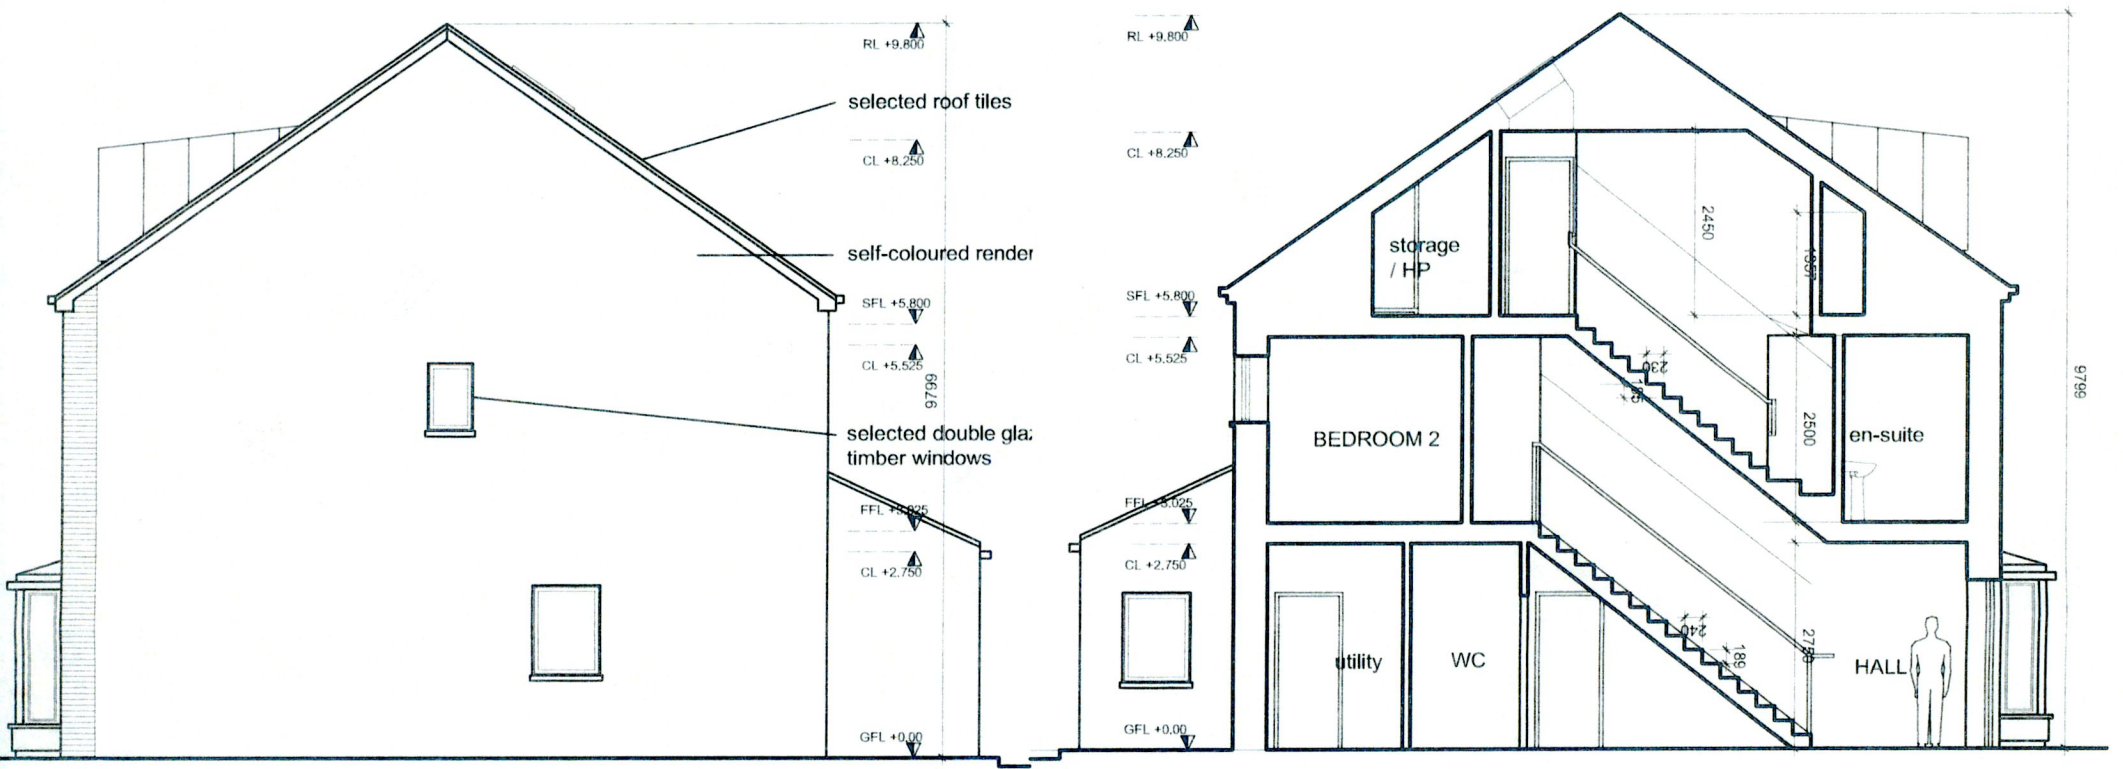 RL +9.800
selected roof tiles
CL +8.250
self-coloured render
SFL +5.800
CL +5.525
9799
selected double gla
timber windows
FFL +3.025
CL +2.750
GFL +0.00
RL +9.800
CL +8.250
SFL +5.800
CL +5.525
FFL +3.025
CL +2.750
GFL +0.00
storage
/ HP
2450
1357
9799
230
185
2500
BEDROOM 2
en-suite
240
189
2750
utility
WC
HALL